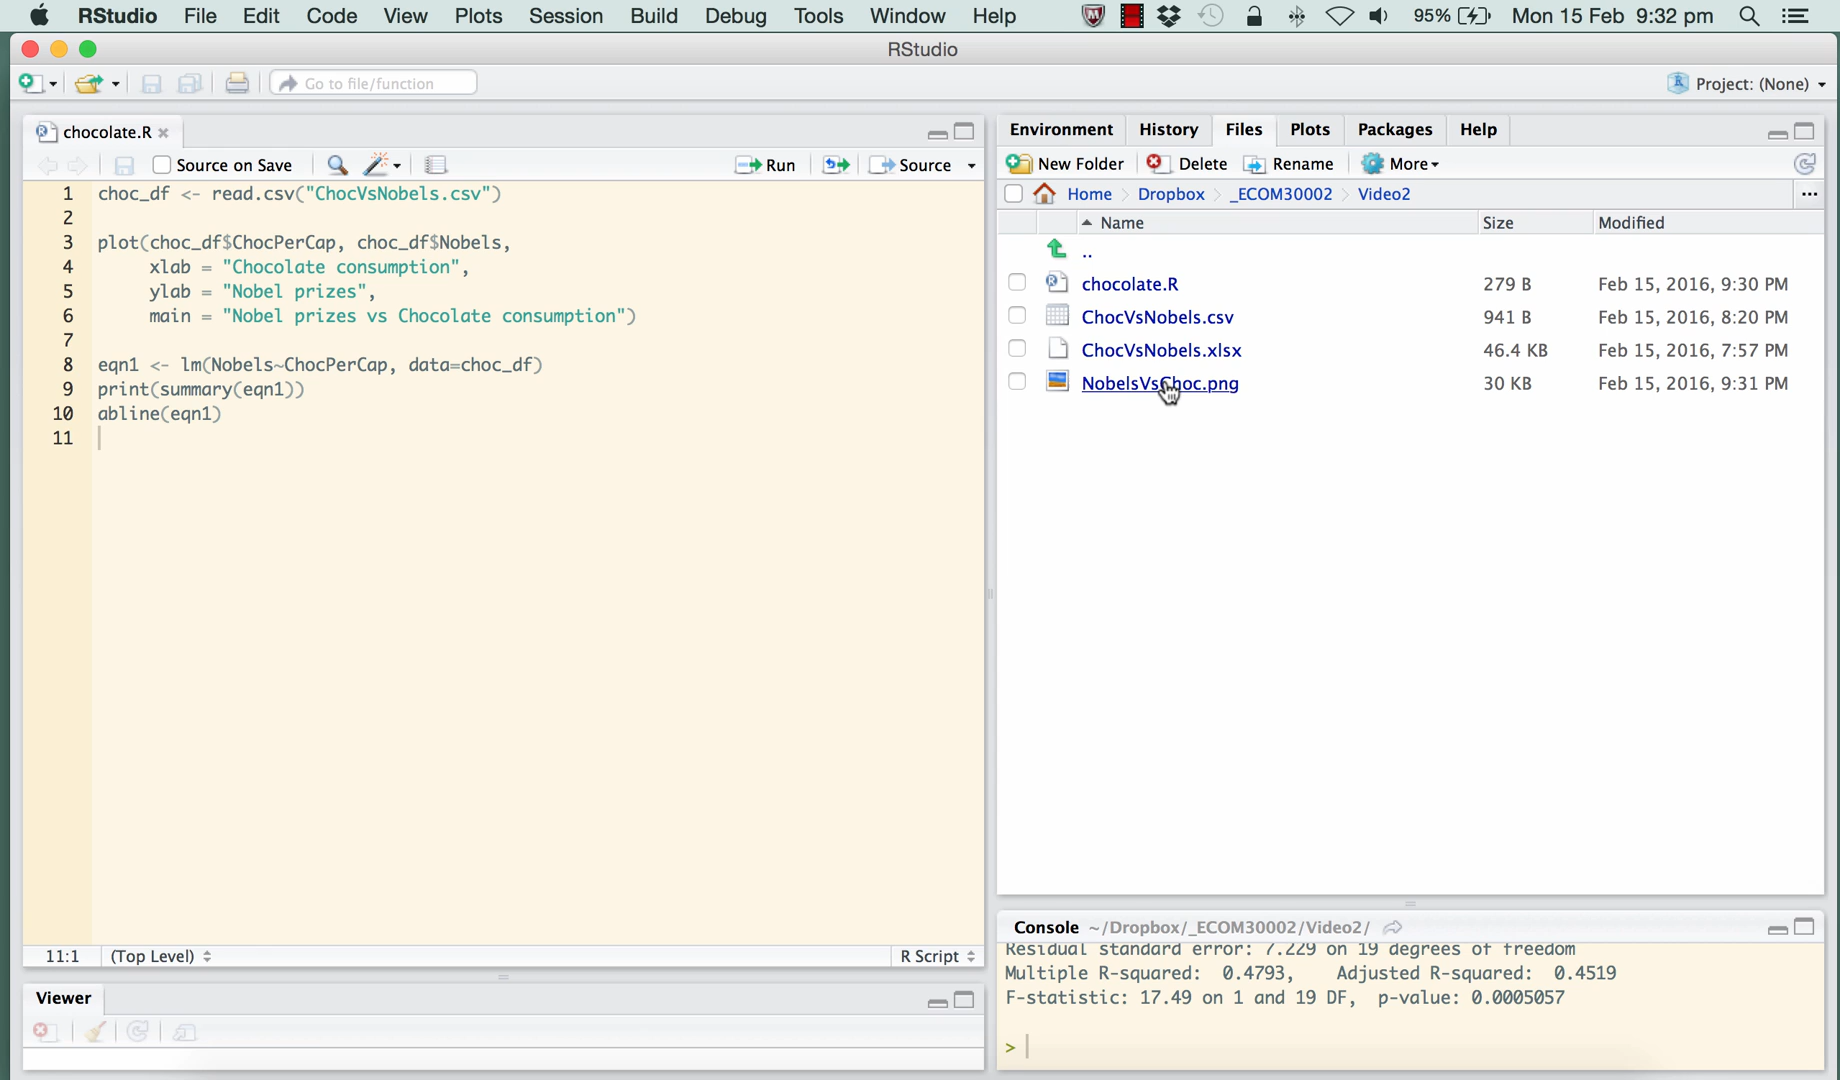 RStudio File Edit Code View Plots Session Build Debug Tools Window Help 95% Mon 15 Feb 9:32 pm
RStudio
Go to file/function Project: (None)
chocolate.R
Source on Save Run Source
1 choc_df <- read.csv("ChocVsNobels.csv")
2
3 plot(choc_df$ChocPerCap, choc_df$Nobels,
4 xlab = "Chocolate consumption",
5 ylab = "Nobel prizes",
6 main = "Nobel prizes vs Chocolate consumption")
7
8 eqn1 <- lm(Nobels~ChocPerCap, data=choc_df)
9 print(summary(eqn1))
10 abline(eqn1)
11
11:1 (Top Level) R Script
Viewer
Environment History Files Plots Packages Help
New Folder Delete Rename More
Home Dropbox _ECOM30002 Video2 ...
Name Size Modified
..
chocolate.R 279 B Feb 15, 2016, 9:30 PM
ChocVsNobels.csv 941 B Feb 15, 2016, 8:20 PM
ChocVsNobels.xlsx 46.4 KB Feb 15, 2016, 7:57 PM
NobelsVsChoc.png 30 KB Feb 15, 2016, 9:31 PM
Console ~/Dropbox/_ECOM30002/Video2/
Residual standard error: 7.229 on 19 degrees of freedom
Multiple R-squared: 0.4793, Adjusted R-squared: 0.4519
F-statistic: 17.49 on 1 and 19 DF, p-value: 0.0005057
>